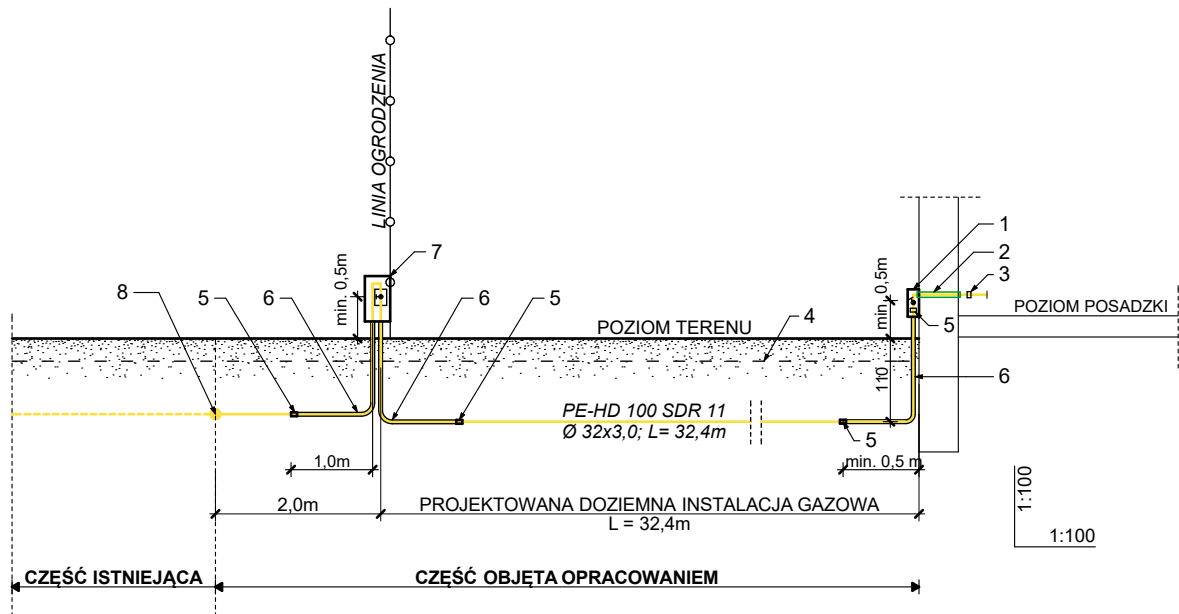 LINIA OGRODZENIA
1
2
3
7
min. 0,5m
min. 0,5m
8
5
6
6
5
POZIOM TERENU
4
5
POZIOM POSADZKI
110
6
PE-HD 100 SDR 11
Ø 32x3,0; L= 32,4m
5
1,0m
min. 0,5 m
2,0m
PROJEKTOWANA DOZIEMNA INSTALACJA GAZOWA
L = 32,4m
1:100
1:100
CZĘŚĆ ISTNIEJĄCA
CZĘŚĆ OBJĘTA OPRACOWANIEM